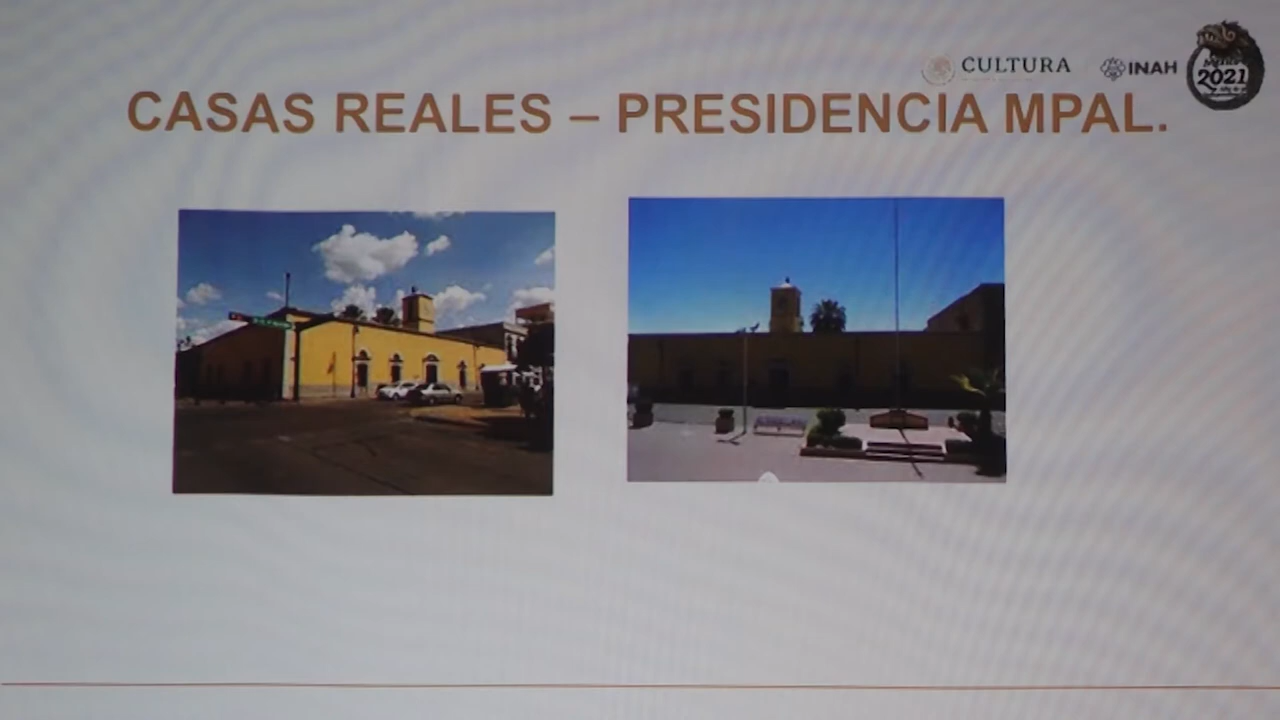 CULTURA
INAH
2021
CASAS REALES – PRESIDENCIA MPAL.